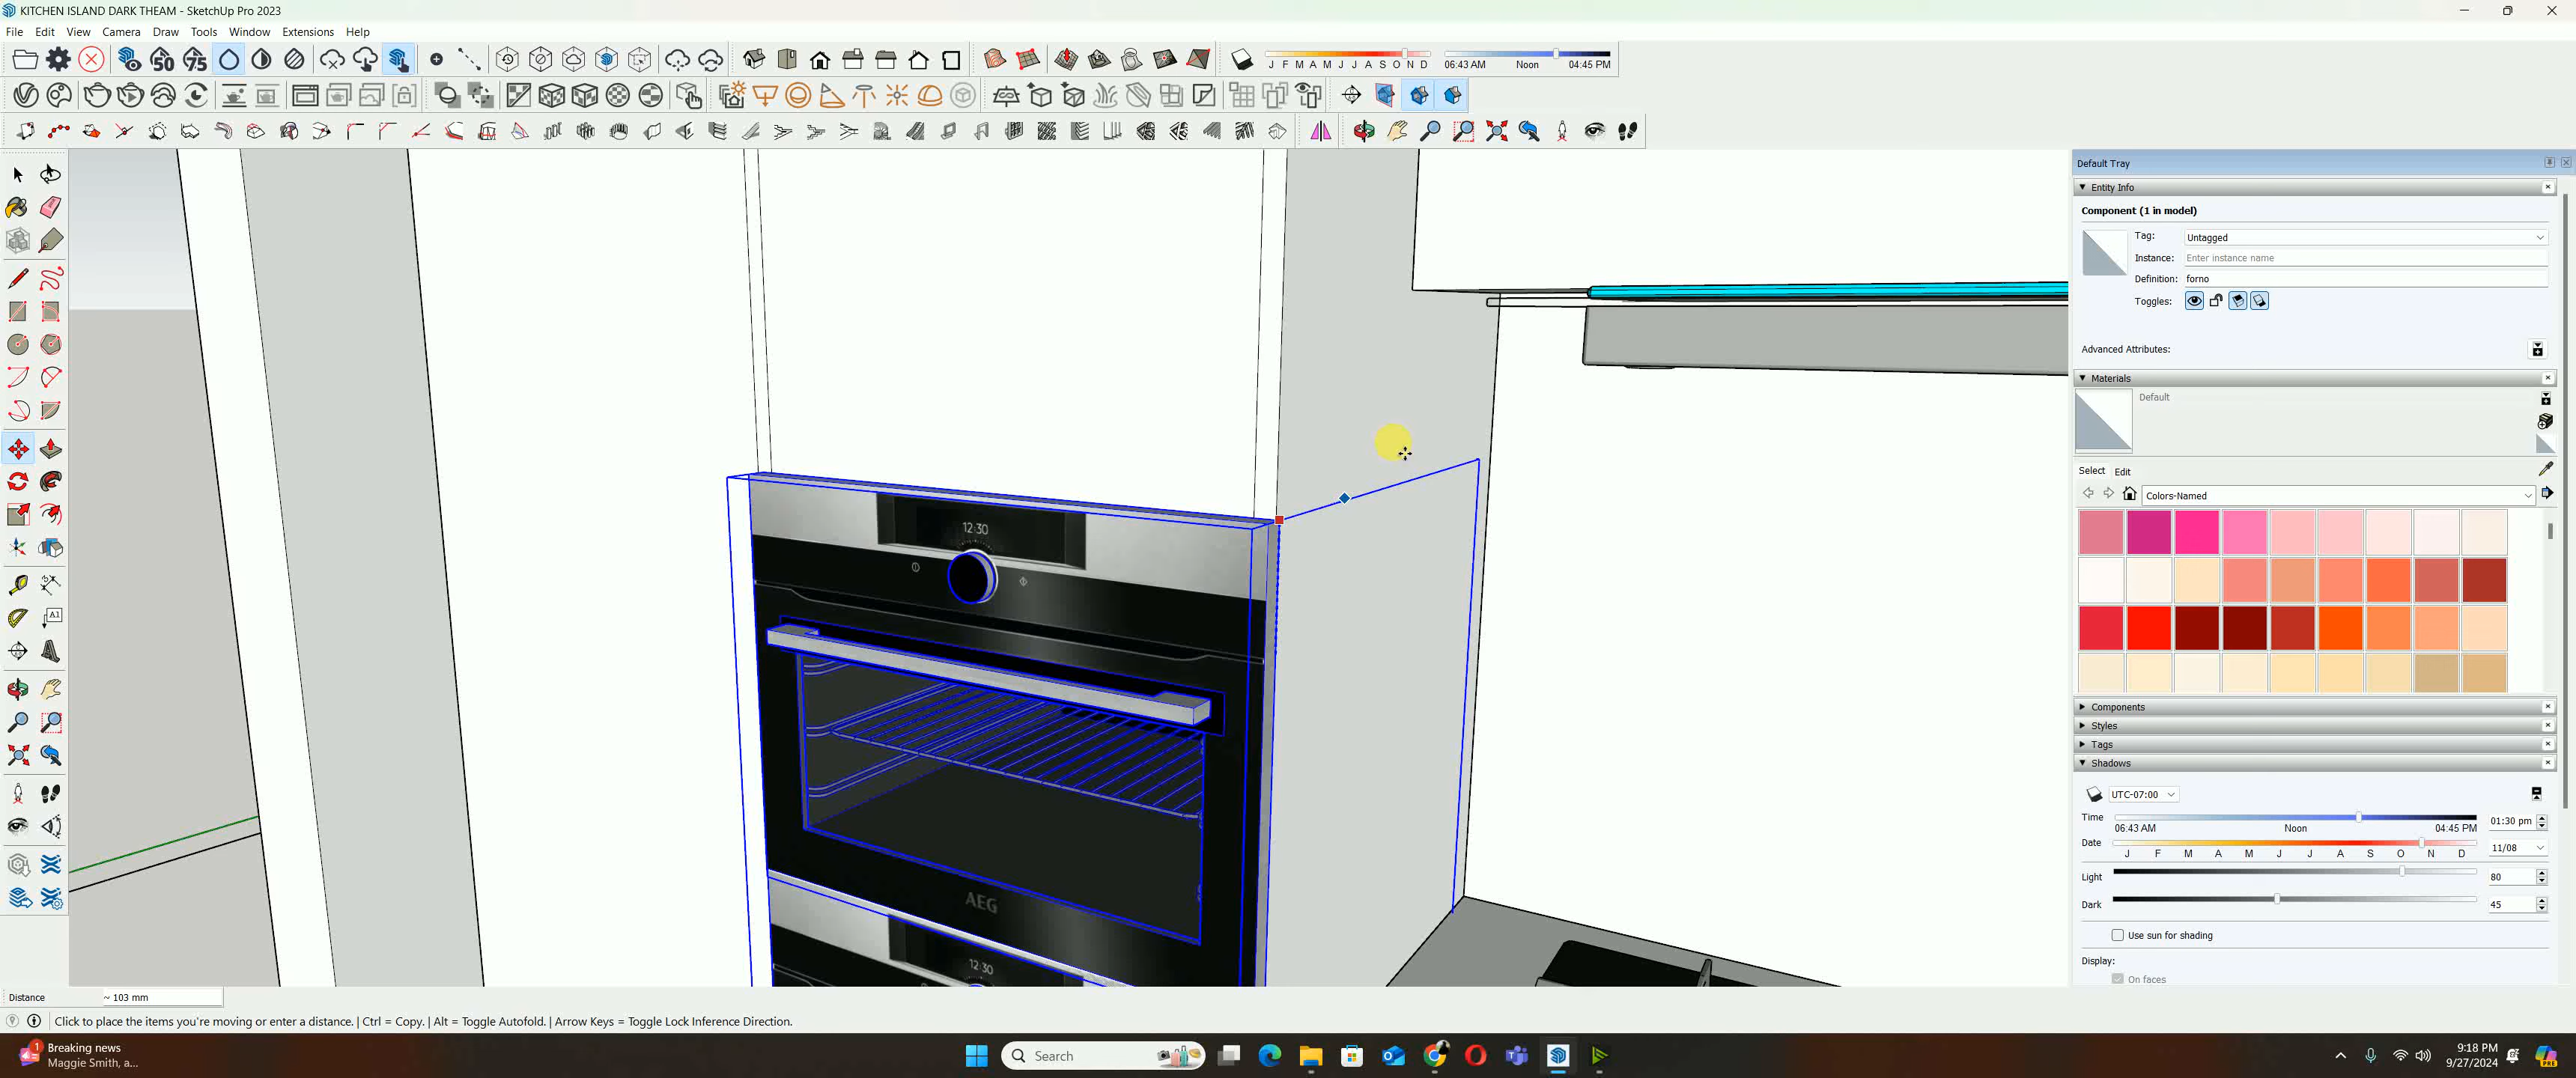 KITCHEN ISLAND DARK THEAM - SketchUp Pro 2023
File Edit View Camera Draw Tools Window Extensions Help
50 75
J F M A M J J A S O N D 06:43 AM Noon 04:45 PM
Default Tray
Entity Info
Component (1 in model)
Tag: Untagged
Instance: Enter instance name
Definition: forno
Toggles:
Advanced Attributes:
Materials
Default
Select Edit
Colors-Named
A1
12:30
AEG
12:30
Components
Styles
Tags
Shadows
UTC-07:00
Time 01:30 pm
06:43 AM Noon 04:45 PM
Date 11/08
J F M A M J J A S O N D
Light 80
Dark 45
Use sun for shading
Display:
On faces
Distance ~ 103 mm
Click to place the items you're moving or enter a distance. | Ctrl = Copy. | Alt = Toggle Autofold. | Arrow Keys = Toggle Lock Inference Direction.
1 Breaking news
Maggie Smith, a...
Search
9:18 PM
9/27/2024
PRE